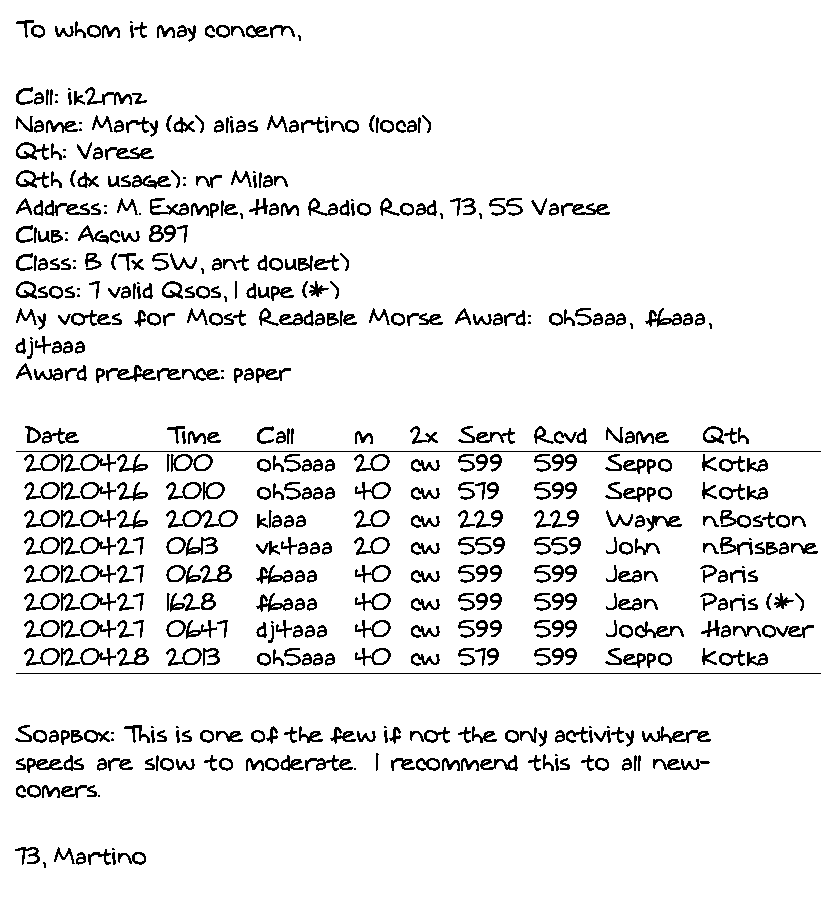 To whom it may concern,
Call: ik2rmz
Name: Marty (dx) alias Martino (local)
Qth: Varese
Qth (dx usage): nr Milan
Address: M. Example, Ham Radio Road, 73, 55 Varese
Club: Agcw 897
Class: B (Tx 5W, ant doublet)
Qsos: 7 valid Qsos, 1 dupe (*)
My votes for Most Readable Morse Award: oh5aaa, f6aaa,
dj4aaa
Award preference: paper
Date Time Call m 2x Sent Rcvd Name Qth
20120426 1100 oh5aaa 20 cw 599 599 Seppo Kotka
20120426 2010 oh5aaa 40 cw 579 599 Seppo Kotka
20120426 2020 k1aaa 20 cw 229 229 Wayne nBoston
20120427 0613 vk4aaa 20 cw 559 559 John nBrisbane
20120427 0628 f6aaa 40 cw 599 599 Jean Paris
20120427 1628 f6aaa 40 cw 599 599 Jean Paris (*)
20120427 0647 dj4aaa 40 cw 599 599 Jochen Hannover
20120428 2013 oh5aaa 40 cw 579 599 Seppo Kotka
Soapbox: This is one of the few if not the only activity where
speeds are slow to moderate. I recommend this to all new-
comers.
73, Martino